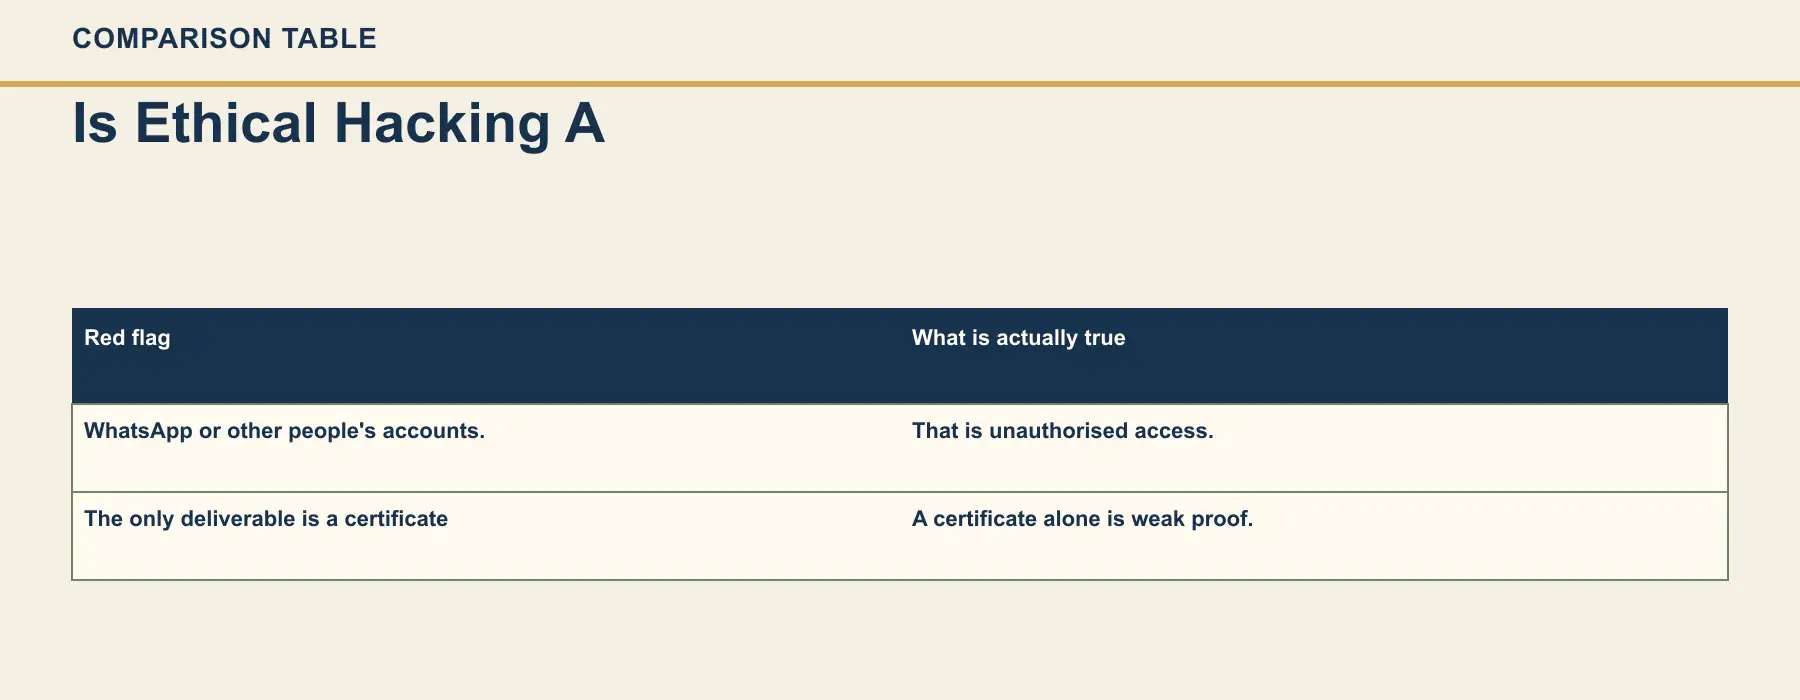 COMPARISON TABLE
Is Ethical Hacking A
Red flag What is actually true
WhatsApp or other people's accounts. That is unauthorised access.
The only deliverable is a certificate A certificate alone is weak proof.